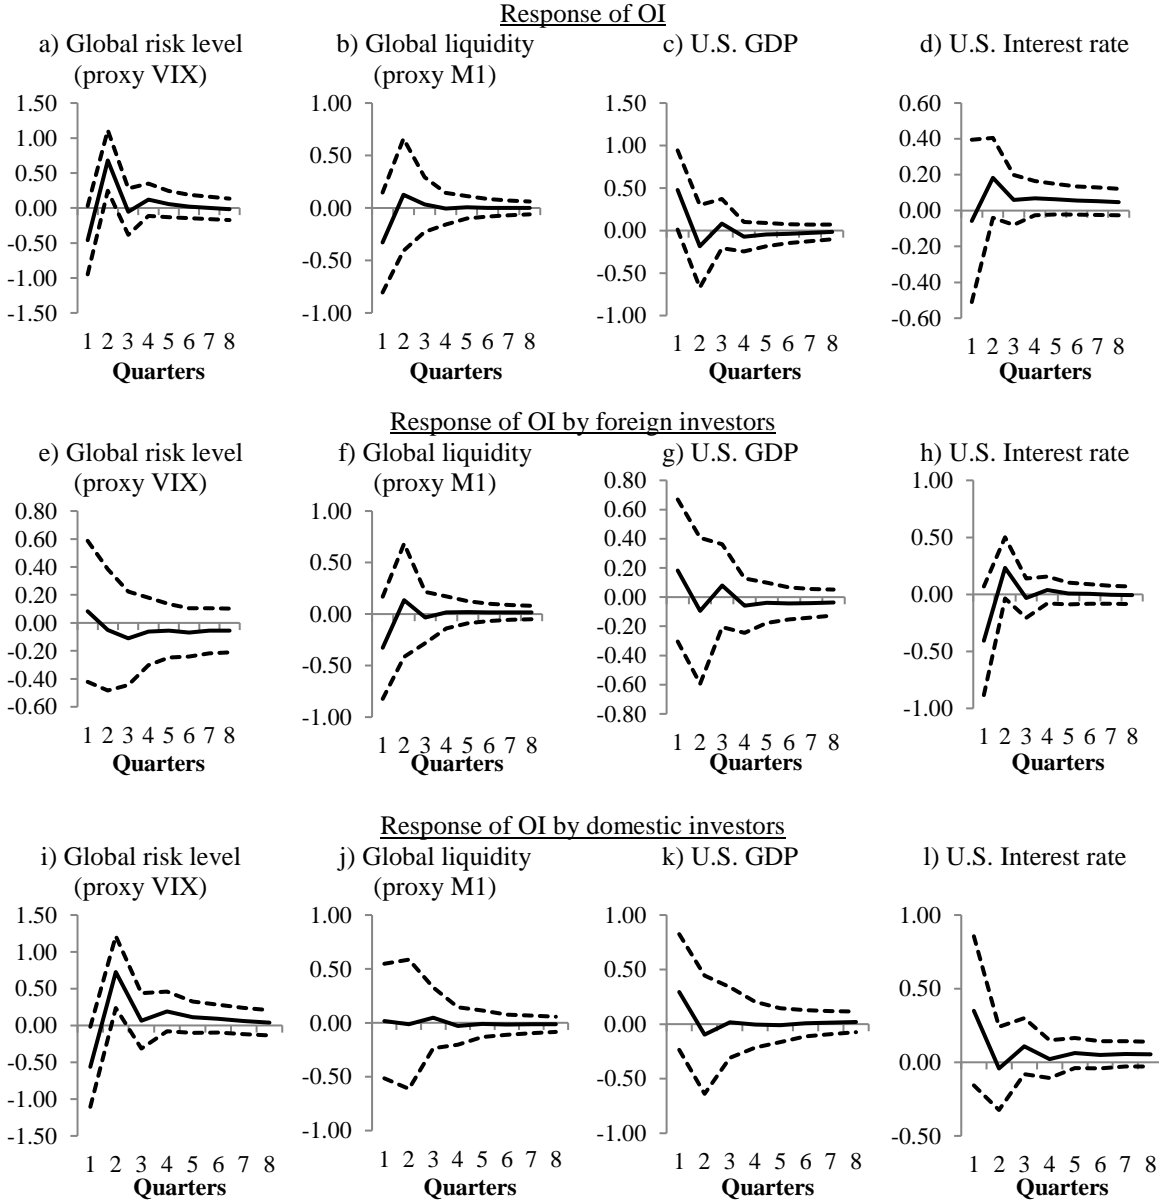 Response of OI
a) Global risk level
(proxy VIX)
b) Global liquidity
(proxy M1)
c) U.S. GDP
d) U.S. Interest rate
1.50
1.00
0.50
0.00
-0.50
-1.00
-1.50
1 2 3 4 5 6 7 8
Quarters
1.00
0.50
0.00
-0.50
-1.00
1 2 3 4 5 6 7 8
Quarters
1.50
1.00
0.50
0.00
-0.50
-1.00
1 2 3 4 5 6 7 8
Quarters
0.60
0.40
0.20
0.00
-0.20
-0.40
-0.60
1 2 3 4 5 6 7 8
Quarters
Response of OI by foreign investors
e) Global risk level
(proxy VIX)
f) Global liquidity
(proxy M1)
g) U.S. GDP
h) U.S. Interest rate
0.80
0.60
0.40
0.20
0.00
-0.20
-0.40
-0.60
1 2 3 4 5 6 7 8
Quarters
1.00
0.50
0.00
-0.50
-1.00
1 2 3 4 5 6 7 8
Quarters
0.80
0.60
0.40
0.20
0.00
-0.20
-0.40
-0.60
-0.80
1 2 3 4 5 6 7 8
Quarters
1.00
0.50
0.00
-0.50
-1.00
1 2 3 4 5 6 7 8
Quarters
Response of OI by domestic investors
i) Global risk level
(proxy VIX)
j) Global liquidity
(proxy M1)
k) U.S. GDP
l) U.S. Interest rate
1.50
1.00
0.50
0.00
-0.50
-1.00
-1.50
1 2 3 4 5 6 7 8
Quarters
1.00
0.50
0.00
-0.50
-1.00
1 2 3 4 5 6 7 8
Quarters
1.00
0.50
0.00
-0.50
-1.00
1 2 3 4 5 6 7 8
Quarters
1.00
0.50
0.00
-0.50
1 2 3 4 5 6 7 8
Quarters